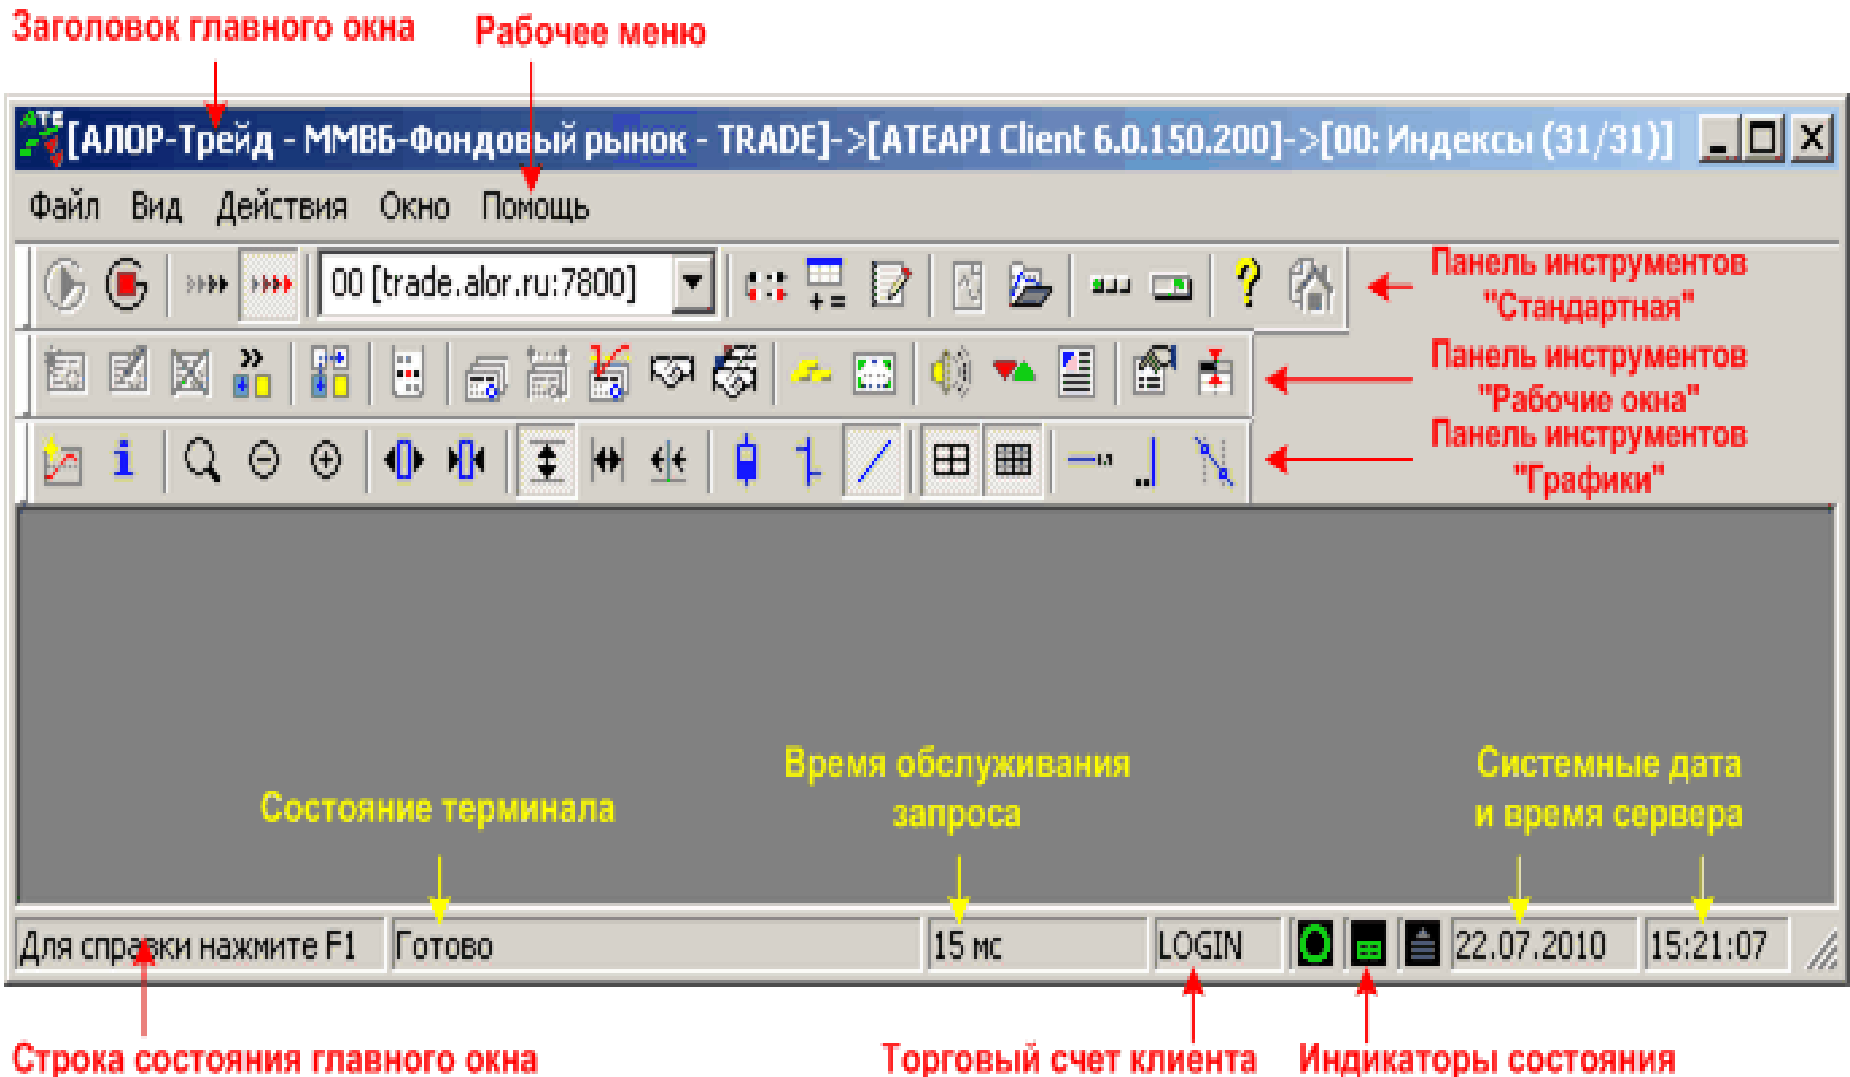 Заголовок главного окна
Рабочее меню
ATE [АЛОР-Трейд - ММВБ-Фондовый рынок - TRADE]->[ATEAPI Client 6.0.150.200]->[00: Индексы (31/31)]
Файл Вид Действия Окно Помощь
00 [trade.alor.ru:7800]
Панель инструментов
"Стандартная"
Панель инструментов
"Рабочие окна"
Панель инструментов
"Графики"
Время обслуживания
запроса
Системные дата
и время сервера
Состояние терминала
Для справки нажмите F1 Готово 15 мс LOGIN 22.07.2010 15:21:07
Строка состояния главного окна
Торговый счет клиента
Индикаторы состояния